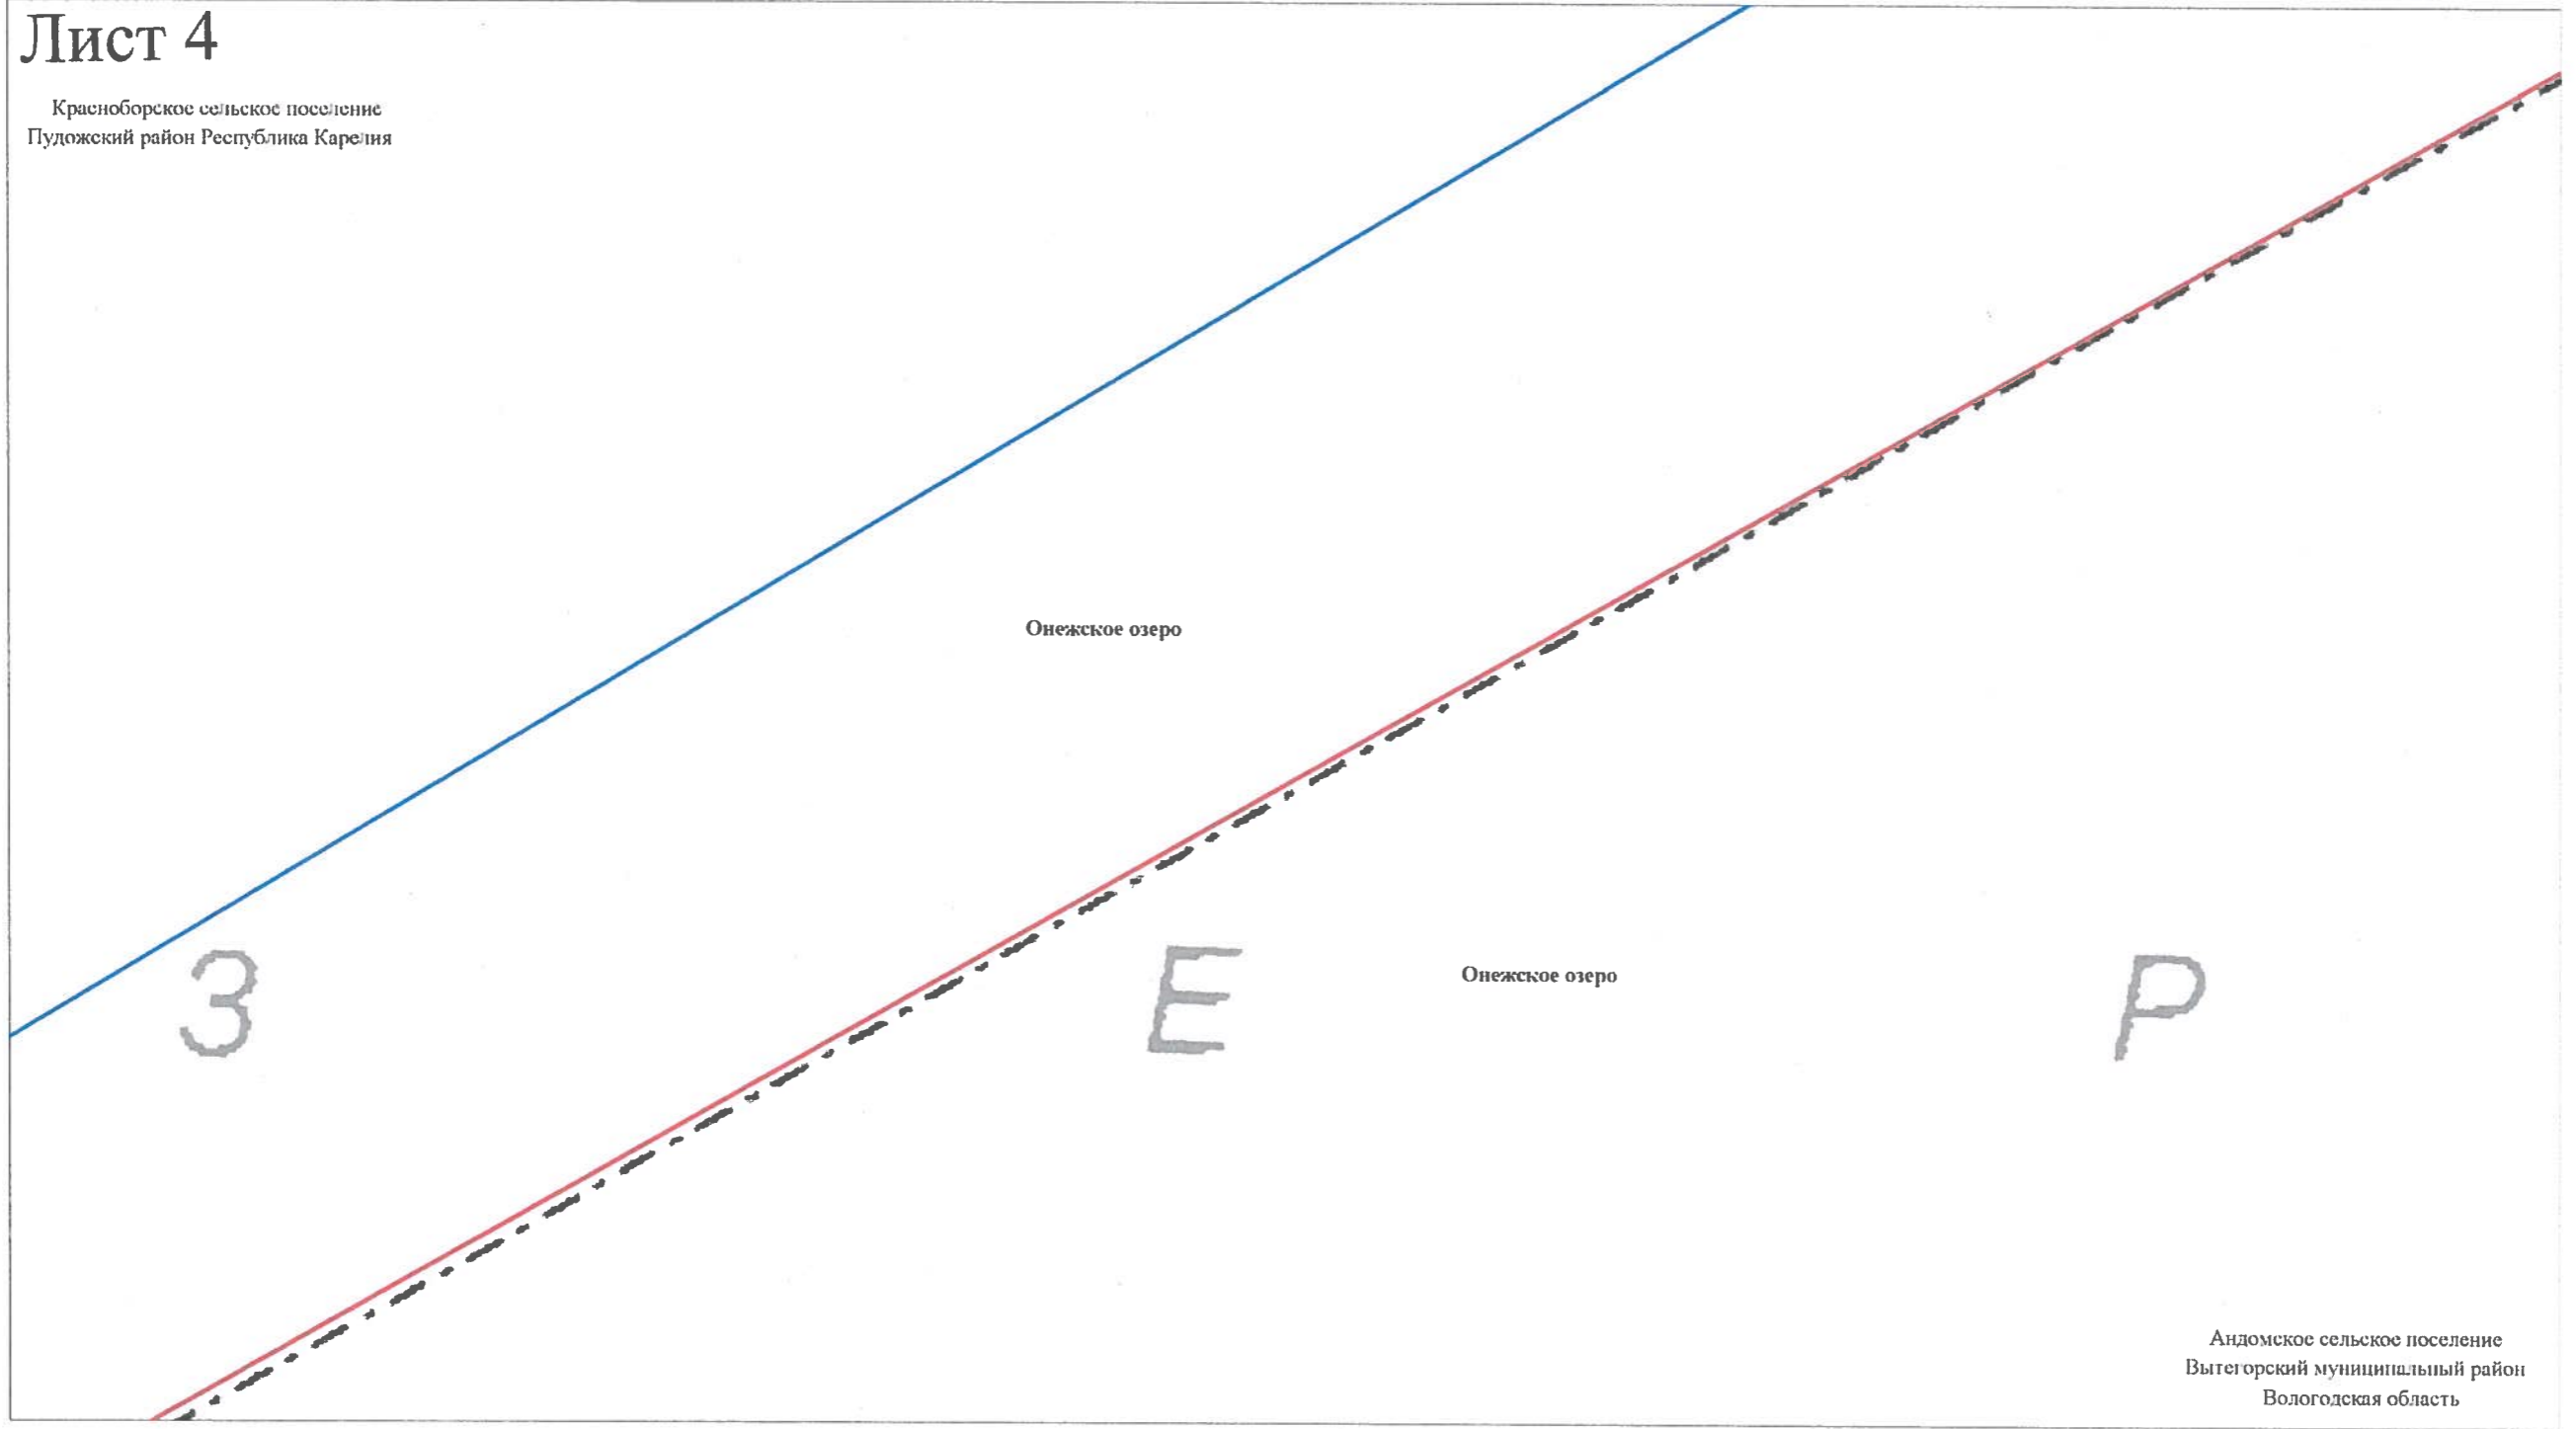 Лист 4
Красноборское сельское поселение
Пудожский район Республика Карелия
Онежское озеро
З Е Р
Онежское озеро
Андомское сельское поселение
Вытегорский муниципальный район
Вологодская область